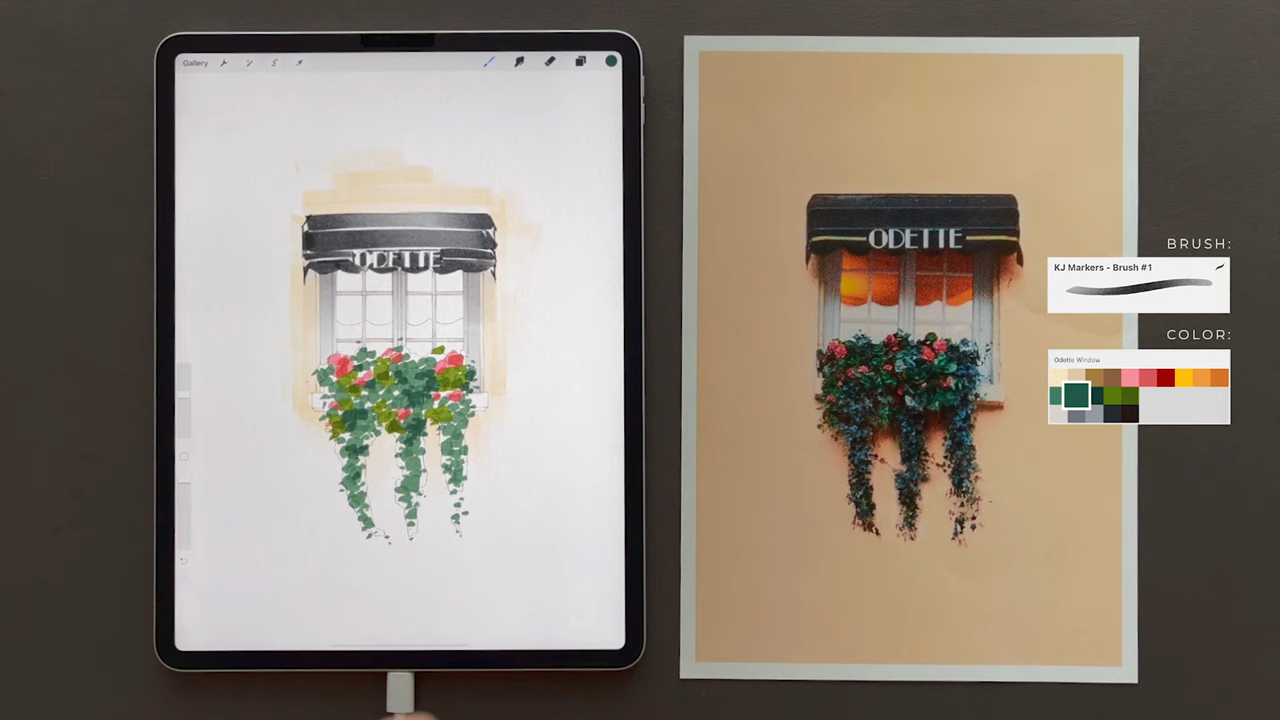 Gallery
ODETTE
ODETTE
BRUSH:
KJ Markers - Brush #1
COLOR:
Odette Window